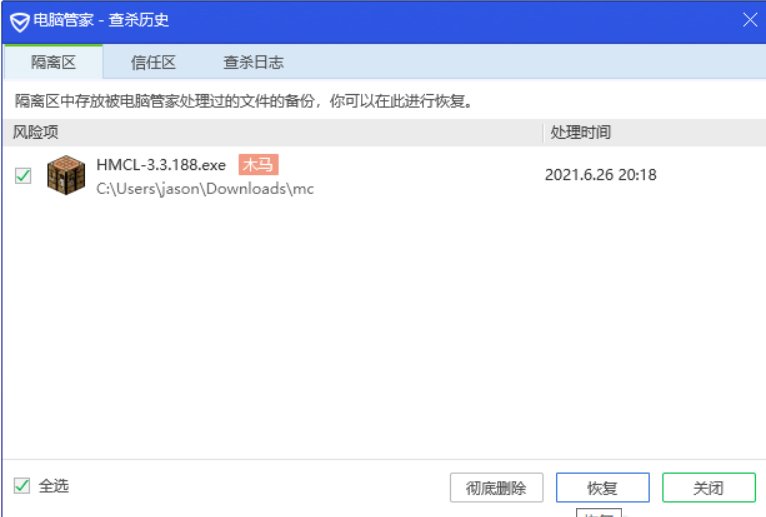 电脑管家 - 查杀历史
隔离区 信任区 查杀日志
隔离区中存放被电脑管家处理过的文件的备份，你可以在此进行恢复。
风险项 处理时间
HMCL-3.3.188.exe 木马
C:\Users\jason\Downloads\mc
2021.6.26 20:18
全选 彻底删除 恢复 关闭
恢复